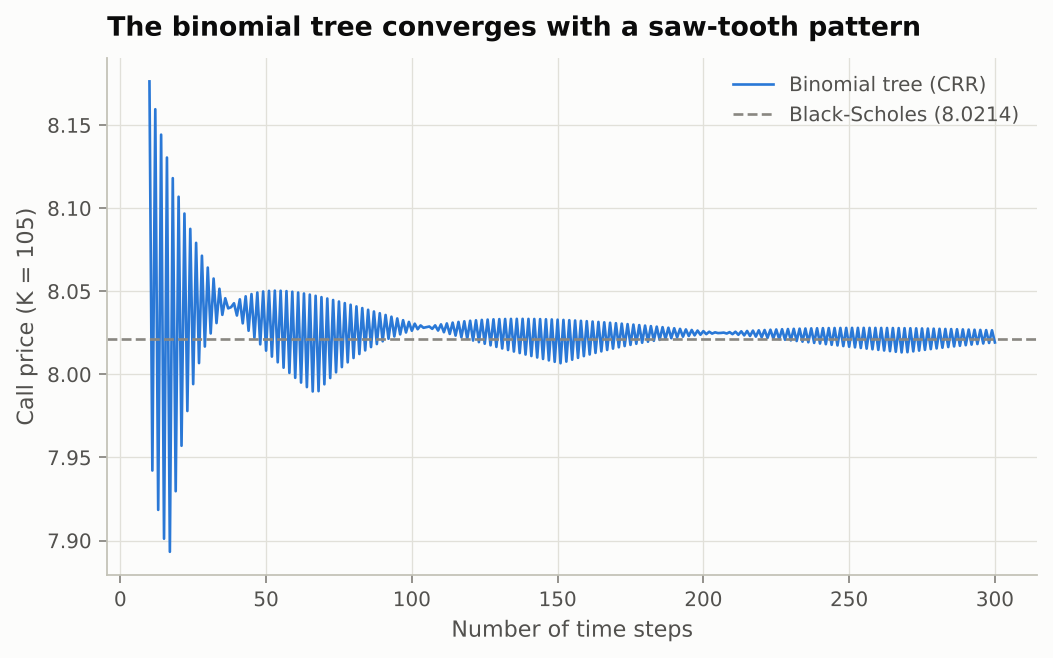 The binomial tree converges with a saw-tooth pattern
Binomial tree (CRR)
Black-Scholes (8.0214)
Call price (K = 105)
8.15
8.10
8.05
8.00
7.95
7.90
0 50 100 150 200 250 300
Number of time steps